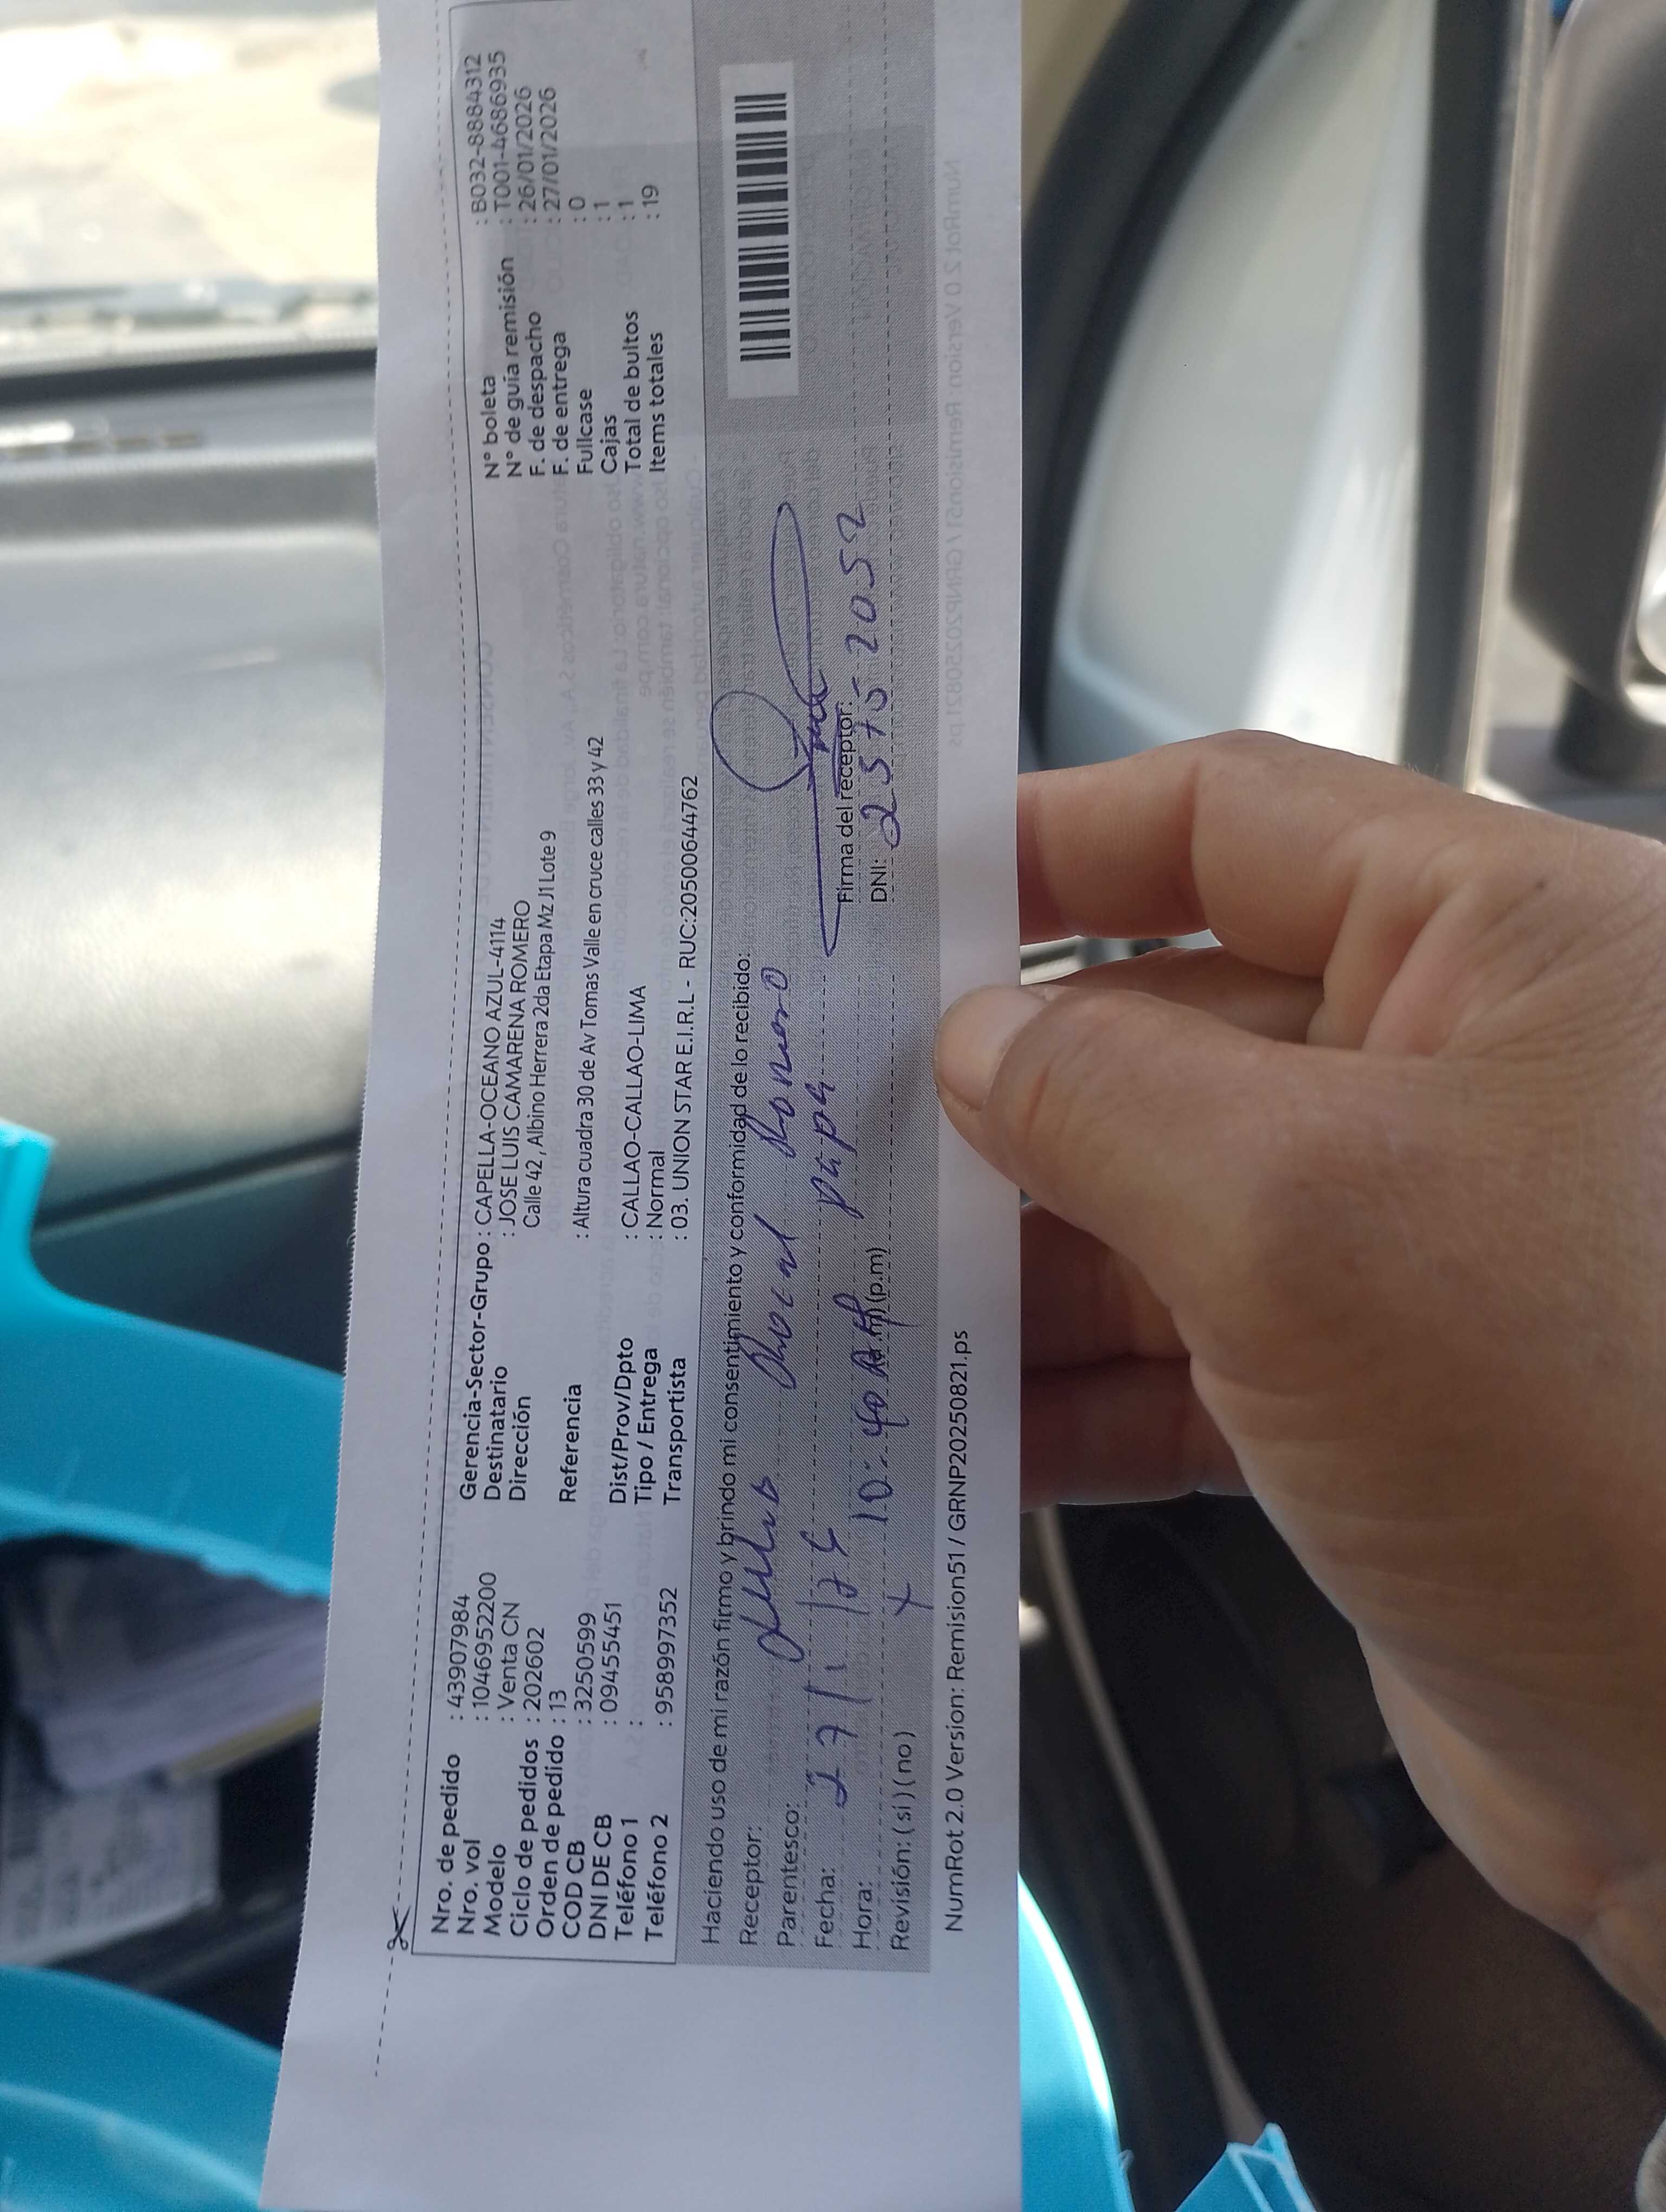 Nro. de pedido : 43907984
Nro. vol : 1046952200
Modelo : Venta CN
Ciclo de pedidos : 202602
Orden de pedido : 13
COD CB : 3250599
DNI DE CB : 09455451
Teléfono 1 :
Teléfono 2 : 958997352
Gerencia-Sector-Grupo : CAPELLA-OCEANO AZUL-4114
Destinatario : JOSE LUIS CAMARENA ROMERO
Dirección Calle 42 , Albino Herrera 2da Etapa Mz J1 Lote 9
Referencia : Altura cuadra 30 de Av Tomas Valle en cruce calles 33 y 42
Dist/Prov/Dpto : CALLAO-CALLAO-LIMA
Tipo / Entrega : Normal
Transportista : 03. UNION STAR E.I.R.L - RUC:20500644762
N° boleta : B032-8884312
N° de guía remisión : T001-4686935
F. de despacho : 26/01/2026
F. de entrega : 27/01/2026
Fullcase : 0
Cajas : 1
Total de bultos : 1
Items totales : 19
Haciendo uso de mi razón firmo y brindo mi consentimiento y conformidad de lo recibido:
Receptor: Romero
Parentesco: papá
Fecha: 27/1/26
Hora: 10:40 (a.m) (p.m)
Revisión: ( si ) ( no ) X
Firma del receptor:
DNI: 25752052
NumRot 2.0 Version: Remision51 / GRNP20250821.ps